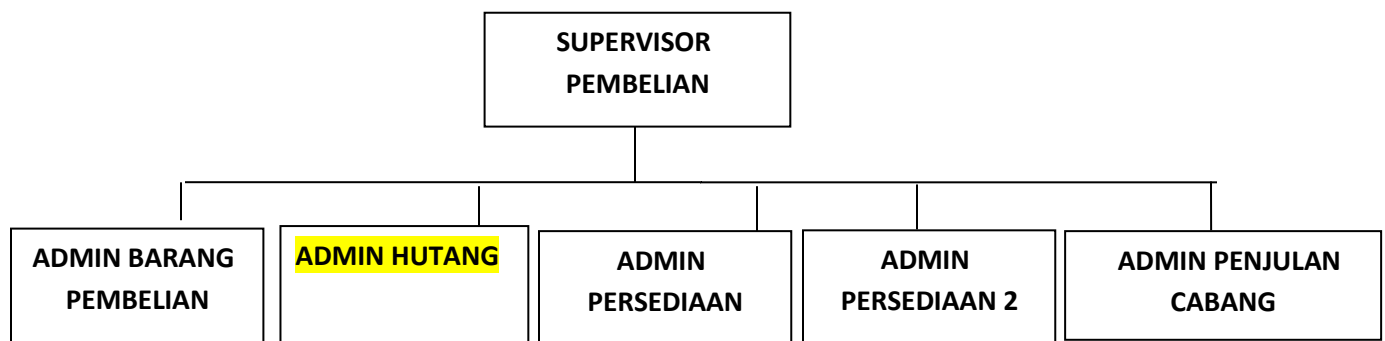 SUPERVISOR
PEMBELIAN
ADMIN BARANG
PEMBELIAN
ADMIN HUTANG
ADMIN
PERSEDIAAN
ADMIN
PERSEDIAAN 2
ADMIN PENJULAN
CABANG